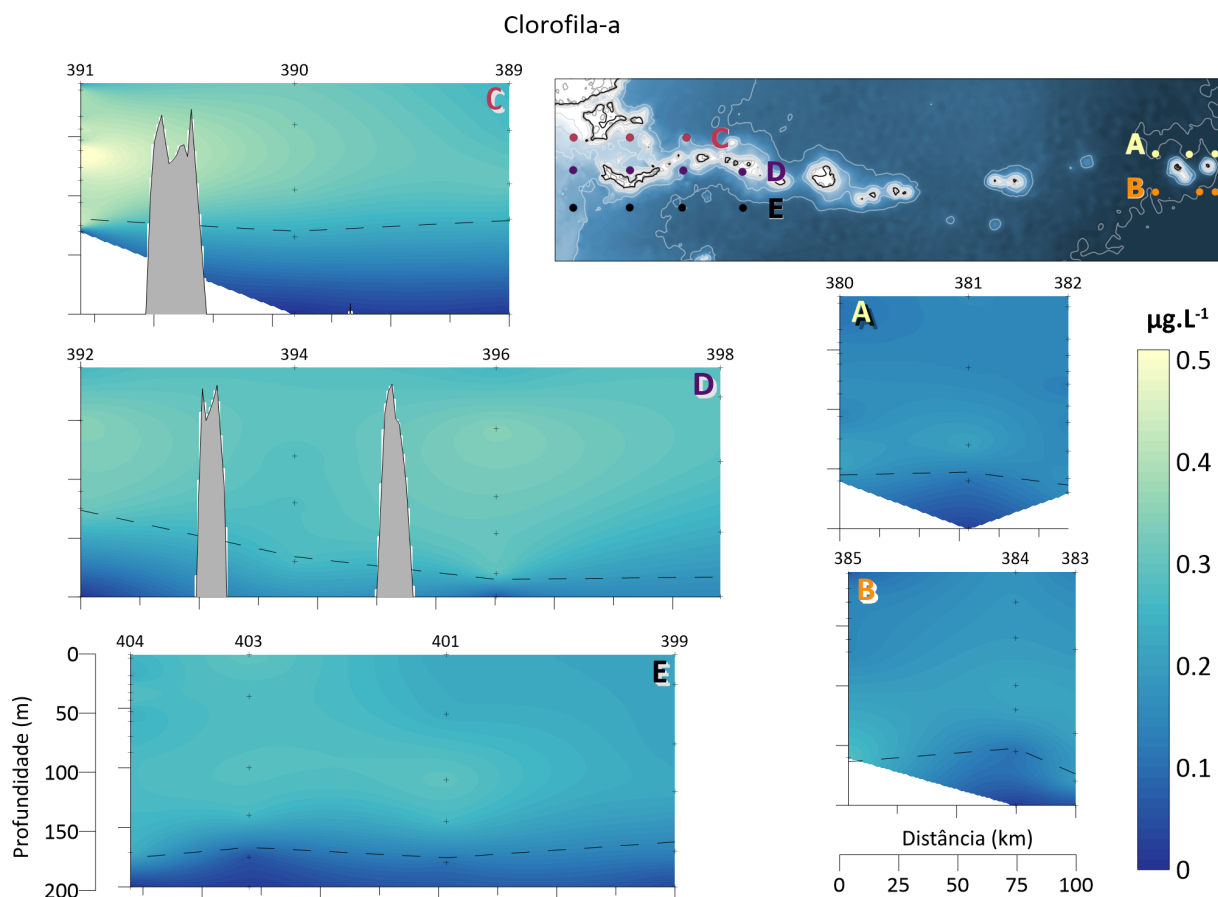 Clorofila-a
391 390 389
C
C
D
E
A
B
392 394 396 398
D
380 381 382
A
µg.L-1
0.5
0.4
0.3
0.2
0.1
0
385 384 383
B
404 403 401 399
E
Profundidade (m)
0
50
100
150
200
Distância (km)
0 25 50 75 100